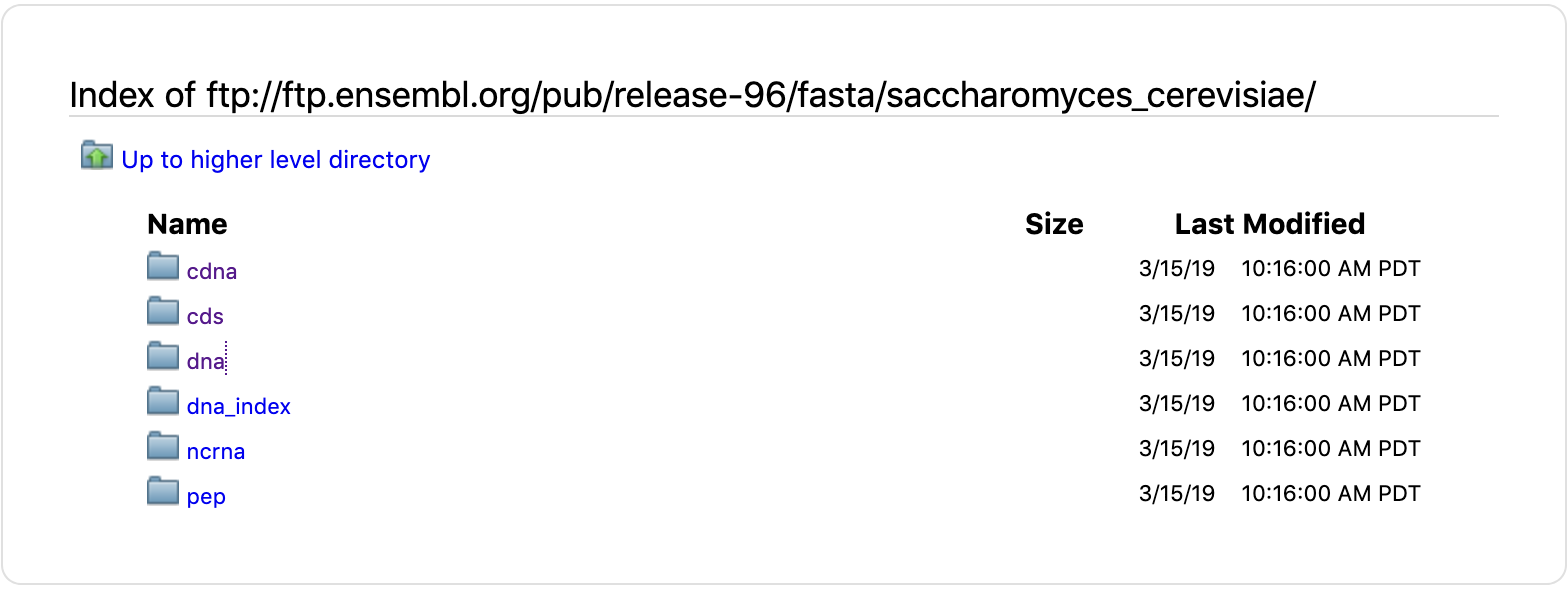 Index of ftp://ftp.ensembl.org/pub/release-96/fasta/saccharomyces_cerevisiae/
Up to higher level directory
Name Size Last Modified
cdna 3/15/19 10:16:00 AM PDT
cds 3/15/19 10:16:00 AM PDT
dna 3/15/19 10:16:00 AM PDT
dna_index 3/15/19 10:16:00 AM PDT
ncrna 3/15/19 10:16:00 AM PDT
pep 3/15/19 10:16:00 AM PDT